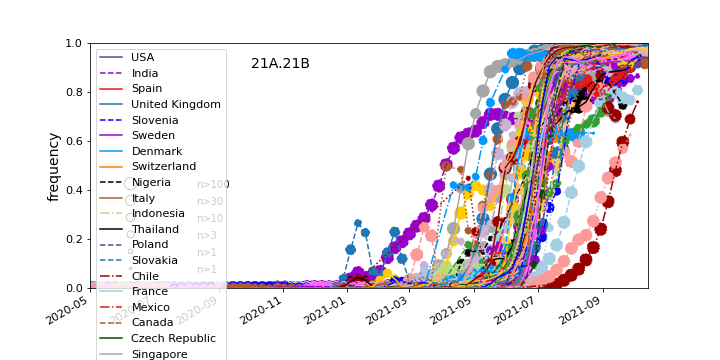 21A.21B
frequency
1.0
0.8
0.6
0.4
0.2
0.0
USA
India
Spain
United Kingdom
Slovenia
Sweden
Denmark
Switzerland
Nigeria
Italy
Indonesia
Thailand
Poland
Slovakia
Chile
France
Mexico
Canada
Czech Republic
Singapore
n>100
n>30
n>10
n>3
n>1
n=1
2020-05
2020-09
2020-11
2021-01
2021-03
2021-05
2021-07
2021-09